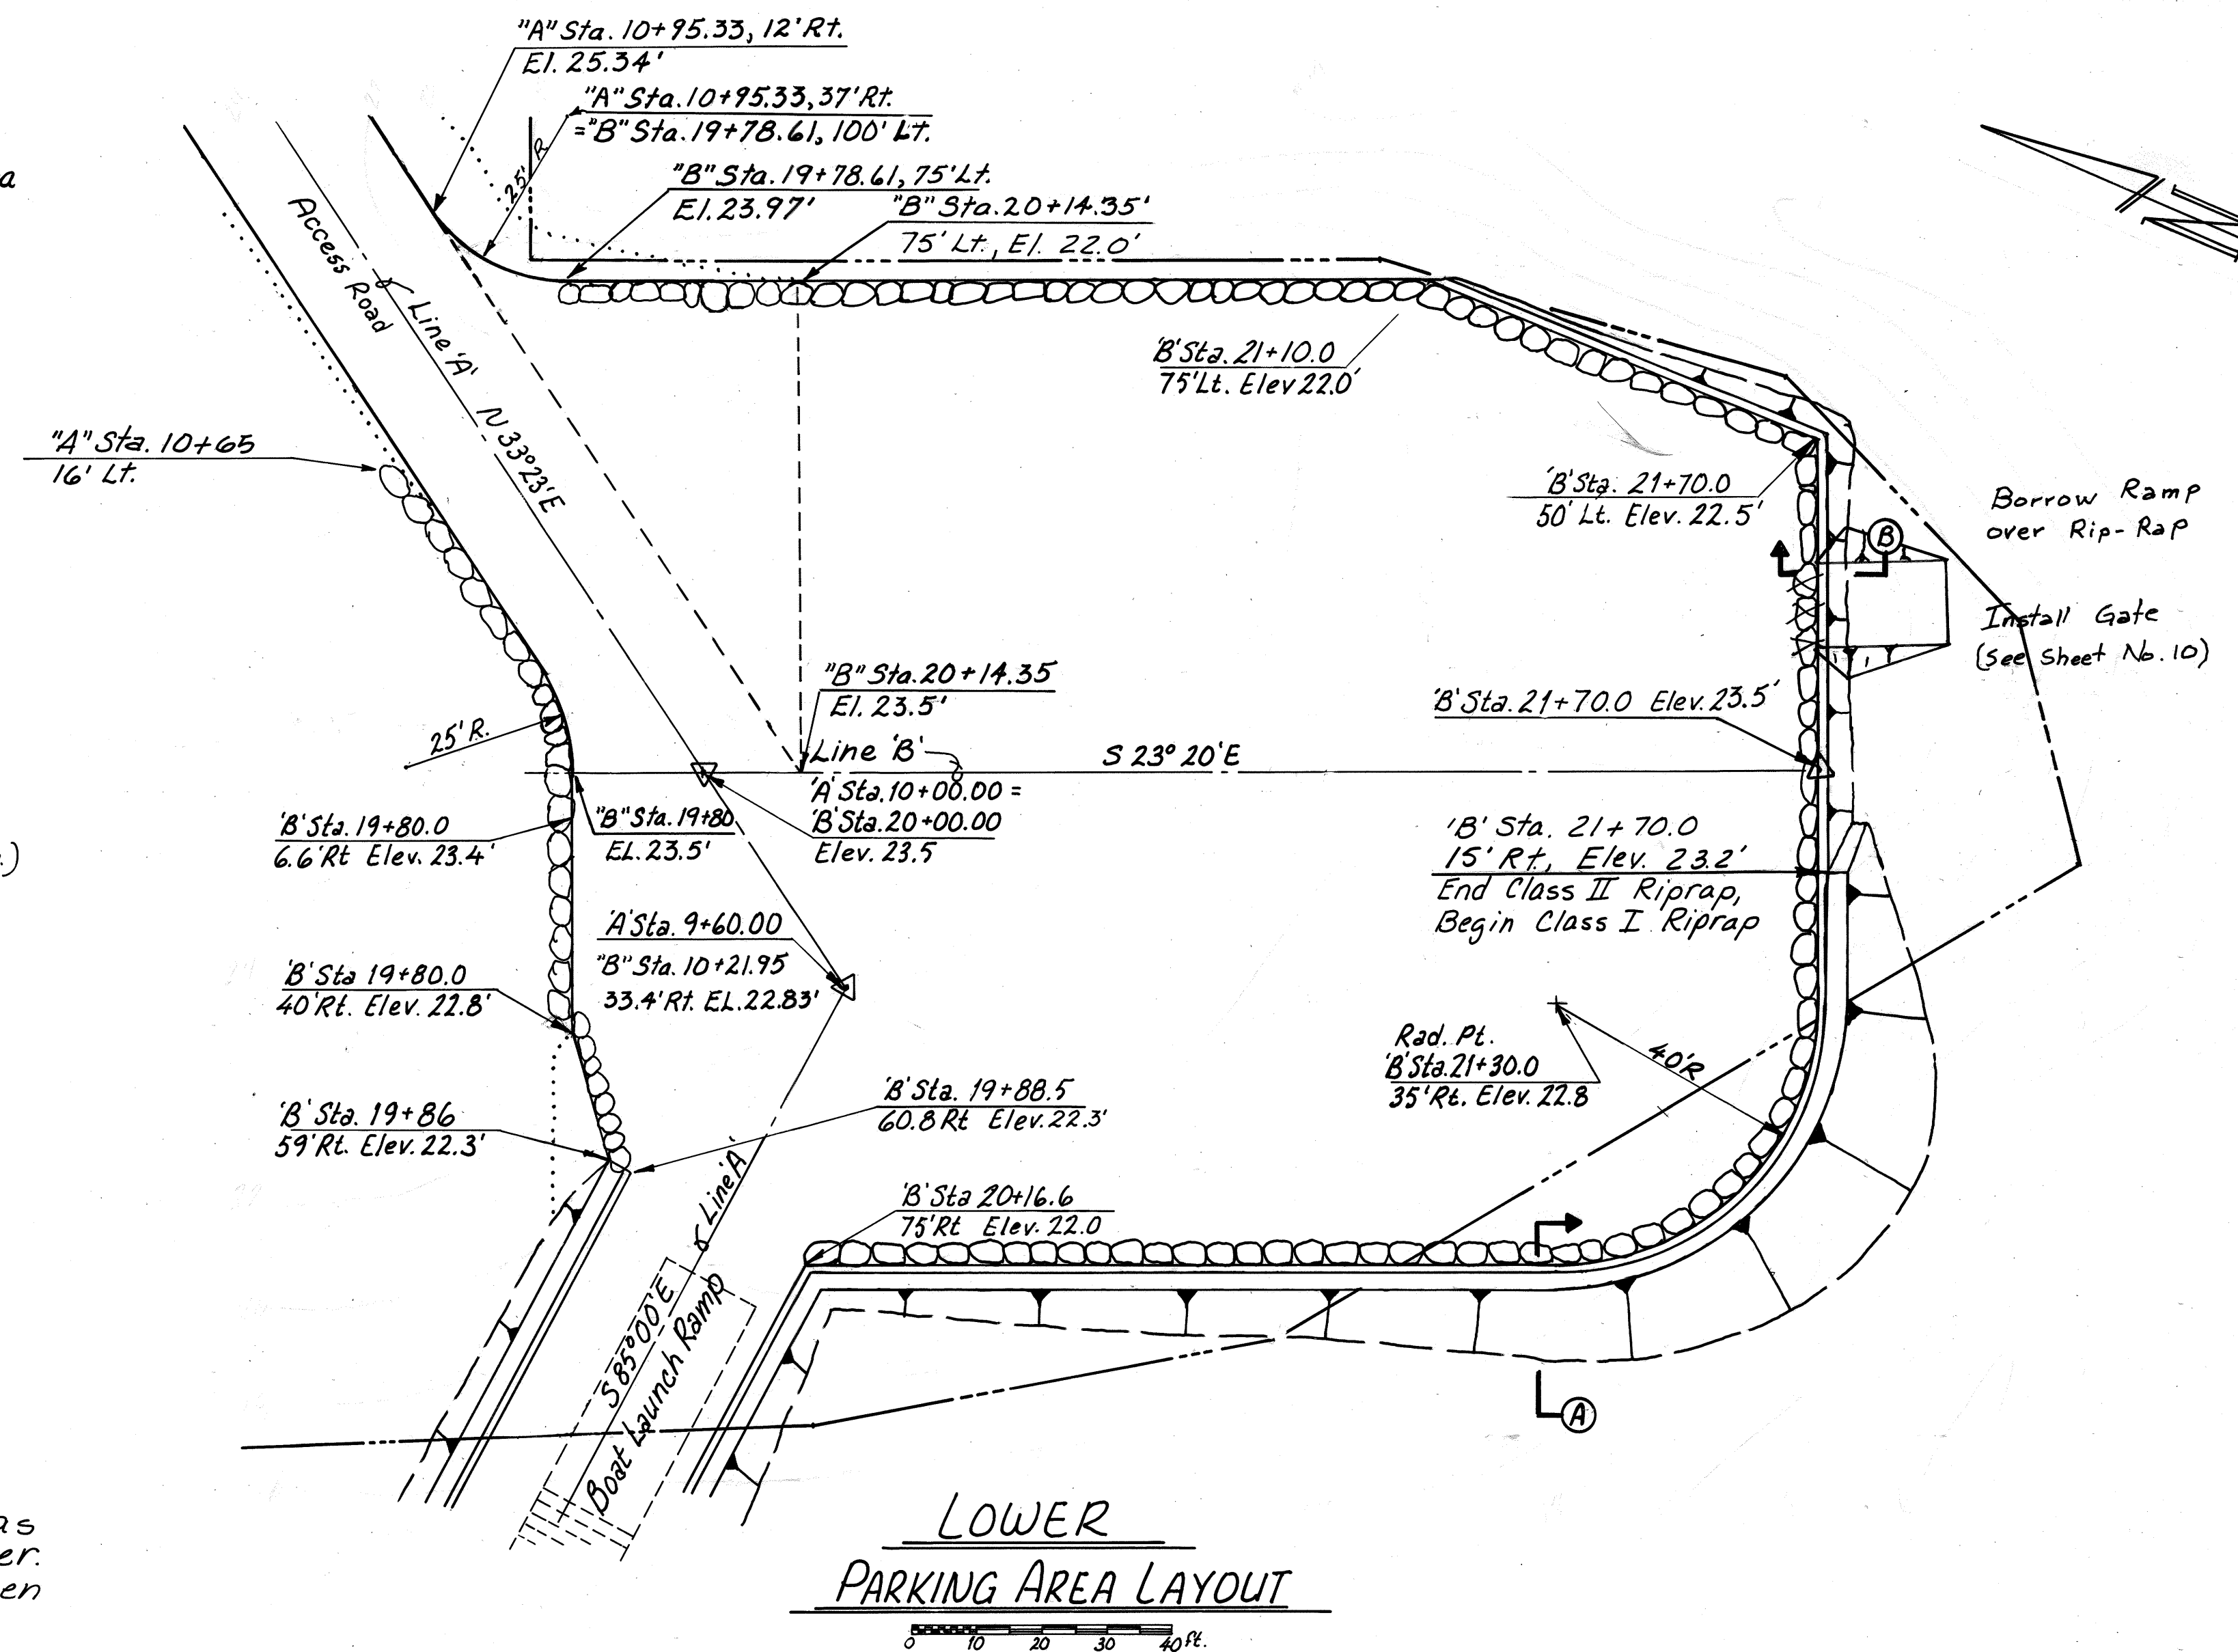 "A" Sta. 10+95.33, 12' Rt.
El. 25.34'
"A" Sta. 10+95.33, 37' Rt.
="B" Sta. 19+78.61, 100' Lt.
25' R
"B" Sta. 19+78.61, 75' Lt.
El. 23.97'
"B" Sta. 20+14.35'
75' Lt., El. 22.0'
a
Access
Road
Line 'A'
N 33° 23' E
N
'B' Sta. 21+10.0
75' Lt. Elev 22.0'
"A" Sta. 10+65
16' Lt.
'B' Sta. 21+70.0
50' Lt. Elev. 22.5'
B
Borrow Ramp
over Rip-Rap
Install Gate
(See Sheet No. 10)
"B" Sta. 20+14.35
El. 23.5'
'B' Sta. 21+70.0 Elev. 23.5'
25' R.
Line 'B'
S 23° 20' E
'A' Sta. 10+00.00 =
'B' Sta. 20+00.00
Elev. 23.5
'B' Sta. 19+80.0
6.6' Rt Elev. 23.4'
"B" Sta. 19+80
EL. 23.5'
.)
'B' Sta. 21+70.0
15' Rt., Elev. 23.2'
End Class II Riprap,
Begin Class I Riprap
'A' Sta. 9+60.00
"B" Sta. 10+21.95
33.4' Rt. EL. 22.83'
'B' Sta 19+80.0
40' Rt. Elev. 22.8'
Rad. Pt.
'B' Sta. 21+30.0
35' Rt. Elev. 22.8
40' R
'B' Sta. 19+88.5
60.8 Rt Elev. 22.3'
'B' Sta. 19+86
59' Rt. Elev. 22.3'
Line 'A'
'B' Sta 20+16.6
75' Rt Elev. 22.0
S 85° 00' E
Boat Launch Ramp
A
as
er.
en
LOWER
PARKING AREA LAYOUT
0 10 20 30 40 ft.